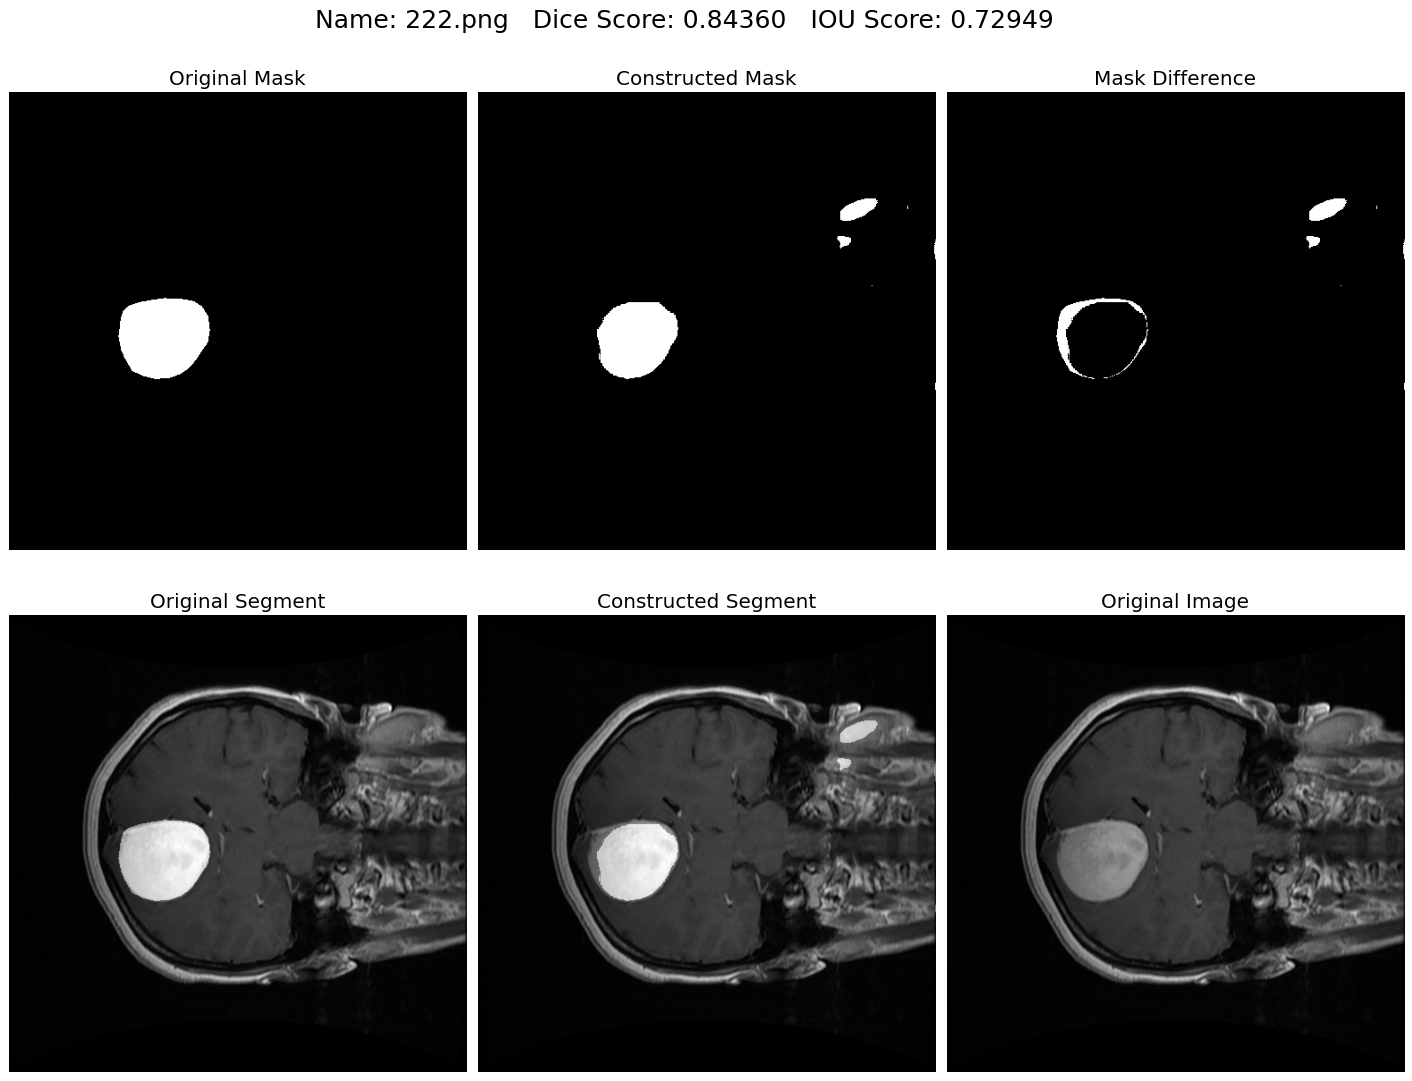 Name: 222.png   Dice Score: 0.84360   IOU Score: 0.72949
Original Mask
Constructed Mask
Mask Difference
Original Segment
Constructed Segment
Original Image